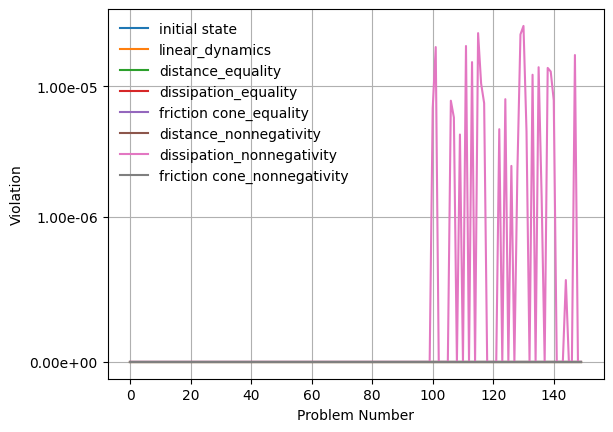 initial state
linear_dynamics
distance_equality
dissipation_equality
friction cone_equality
distance_nonnegativity
dissipation_nonnegativity
friction cone_nonnegativity
1.00e-05
1.00e-06
0.00e+00
Violation
0 20 40 60 80 100 120 140
Problem Number